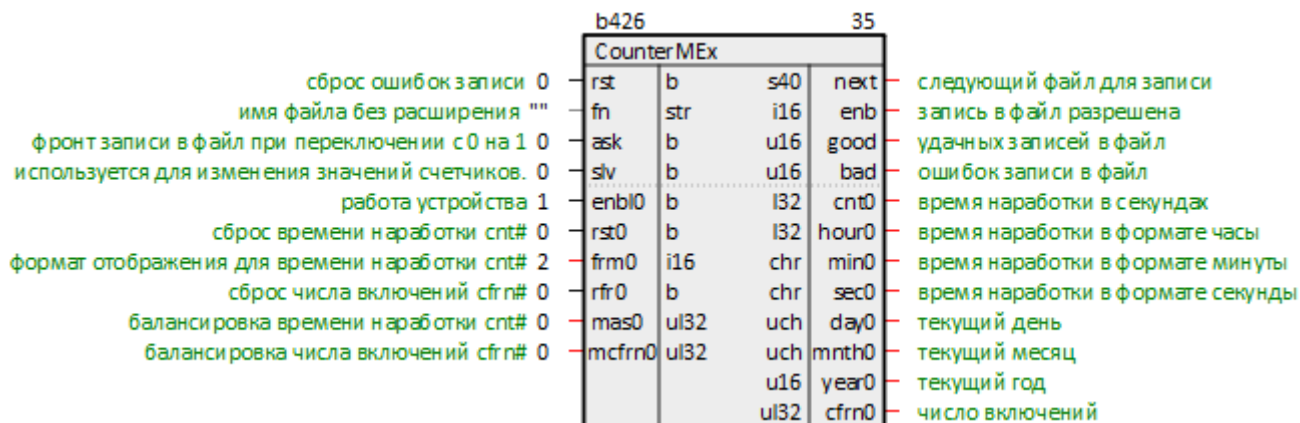 b426 35
CounterMEx
сброс ошибок записи 0 rst b s40 next следующий файл для записи
имя файла без расширения "" fn str i16 enb запись в файл разрешена
фронт записи в файл при переключении с 0 на 1 0 ask b u16 good удачных записей в файл
используется для изменения значений счетчиков. 0 slv b u16 bad ошибок записи в файл
работа устройства 1 enbl0 b l32 cnt0 время наработки в секундах
сброс времени наработки cnt# 0 rst0 b l32 hour0 время наработки в формате часы
формат отображения для времени наработки cnt# 2 frm0 i16 chr min0 время наработки в формате минуты
сброс числа включений cfrn# 0 rfr0 b chr sec0 время наработки в формате секунды
балансировка времени наработки cnt# 0 mas0 ul32 uch day0 текущий день
балансировка числа включений cfrn# 0 mcfrn0 ul32 uch mnth0 текущий месяц
u16 year0 текущий год
ul32 cfrn0 число включений